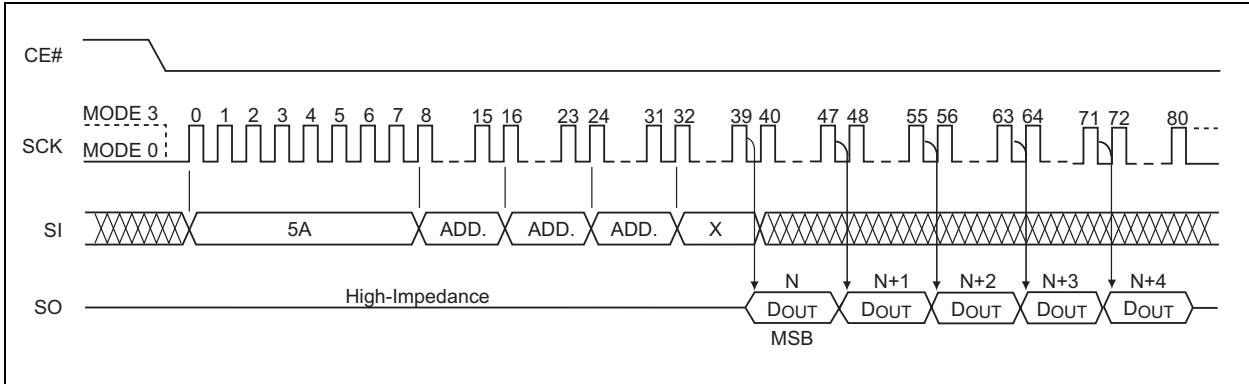 CE#
MODE 3
0 1 2 3 4 5 6 7 8 15 16 23 24 31 32 39 40 47 48 55 56 63 64 71 72 80
SCK
MODE 0
SI
5A ADD. ADD. ADD. X
N N+1 N+2 N+3 N+4
High-Impedance
SO
DOUT DOUT DOUT DOUT DOUT
MSB